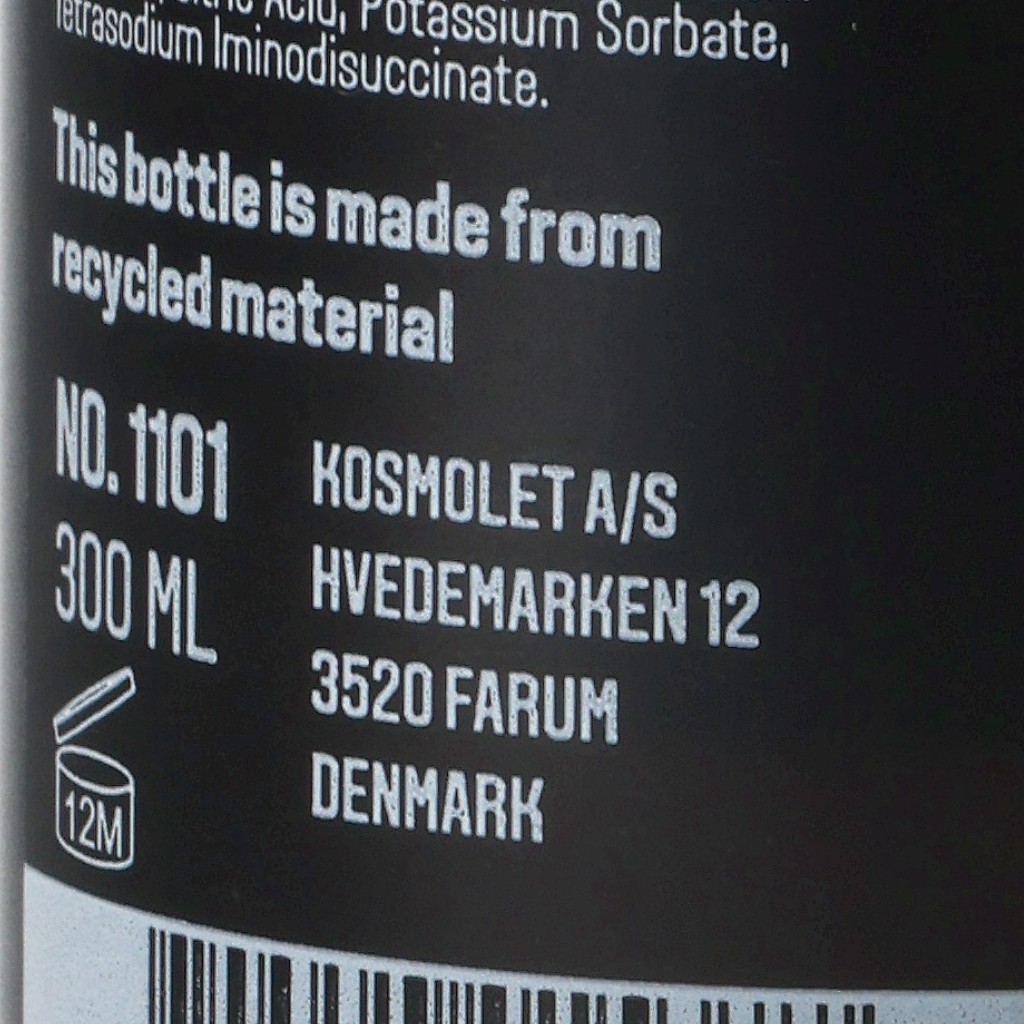 Acid, Potassium Sorbate,
Tetrasodium Iminodisuccinate.
This bottle is made from
recycled material
NO. 1101
300 ML
KOSMOLET A/S
HVEDEMARKEN 12
3520 FARUM
DENMARK
12M